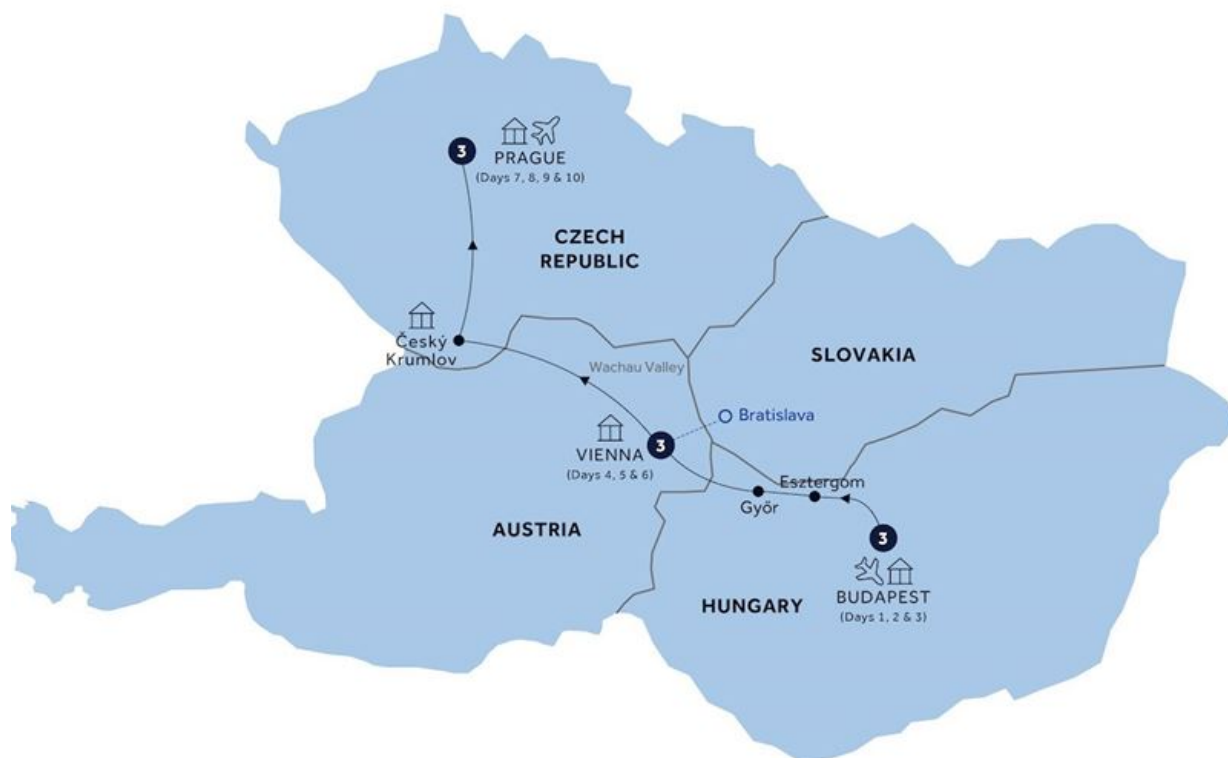 3
PRAGUE
(Days 7, 8, 9 & 10)
CZECH
REPUBLIC
Český
Krumlov
SLOVAKIA
Wachau Valley
Bratislava
3
VIENNA
(Days 4, 5 & 6)
Esztergom
Győr
AUSTRIA
3
BUDAPEST
(Days 1, 2 & 3)
HUNGARY